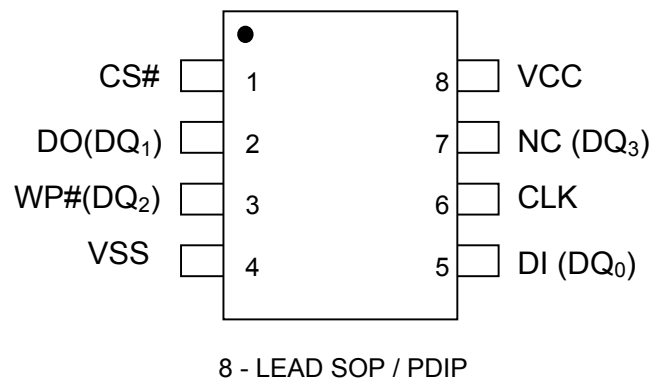 CS# 1 8 VCC
DO(DQ₁) 2 7 NC (DQ₃)
WP#(DQ₂) 3 6 CLK
VSS 4 5 DI (DQ₀)
8 - LEAD SOP / PDIP